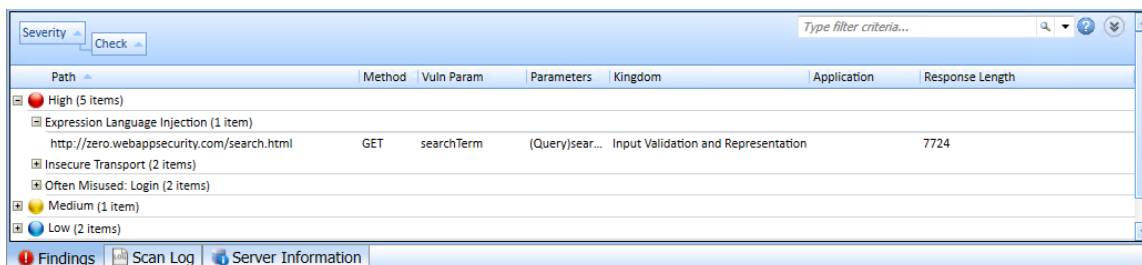 Severity
Check
Type filter criteria...
Path Method Vuln Param Parameters Kingdom Application Response Length
High (5 items)
Expression Language Injection (1 item)
http://zero.webappsecurity.com/search.html GET searchTerm (Query)sear... Input Validation and Representation 7724
Insecure Transport (2 items)
Often Misused: Login (2 items)
Medium (1 item)
Low (2 items)
Findings Scan Log Server Information